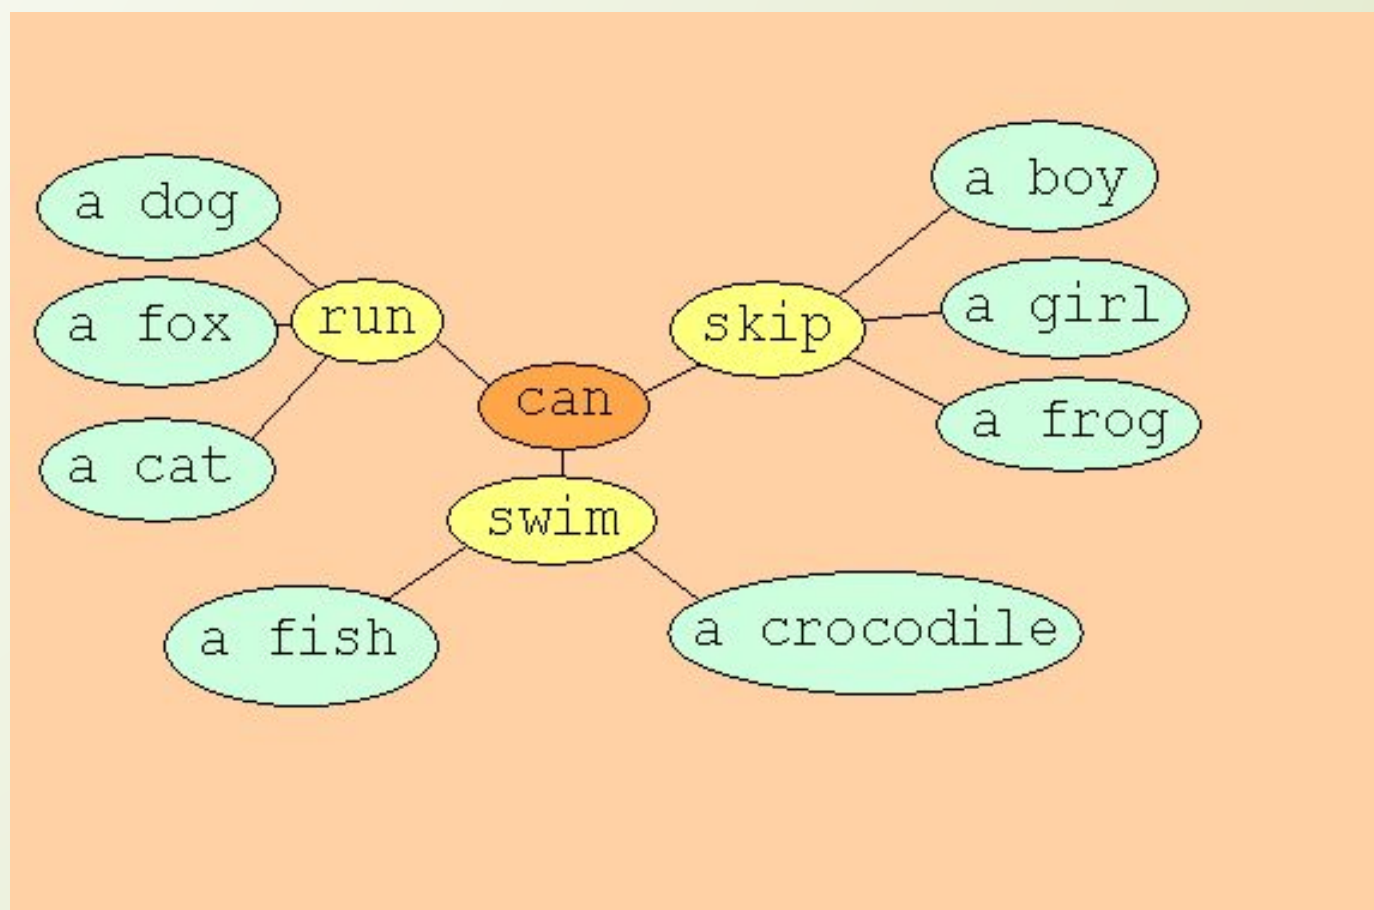 a dog
a fox
a cat
run
can
skip
a boy
a girl
a frog
swim
a fish
a crocodile